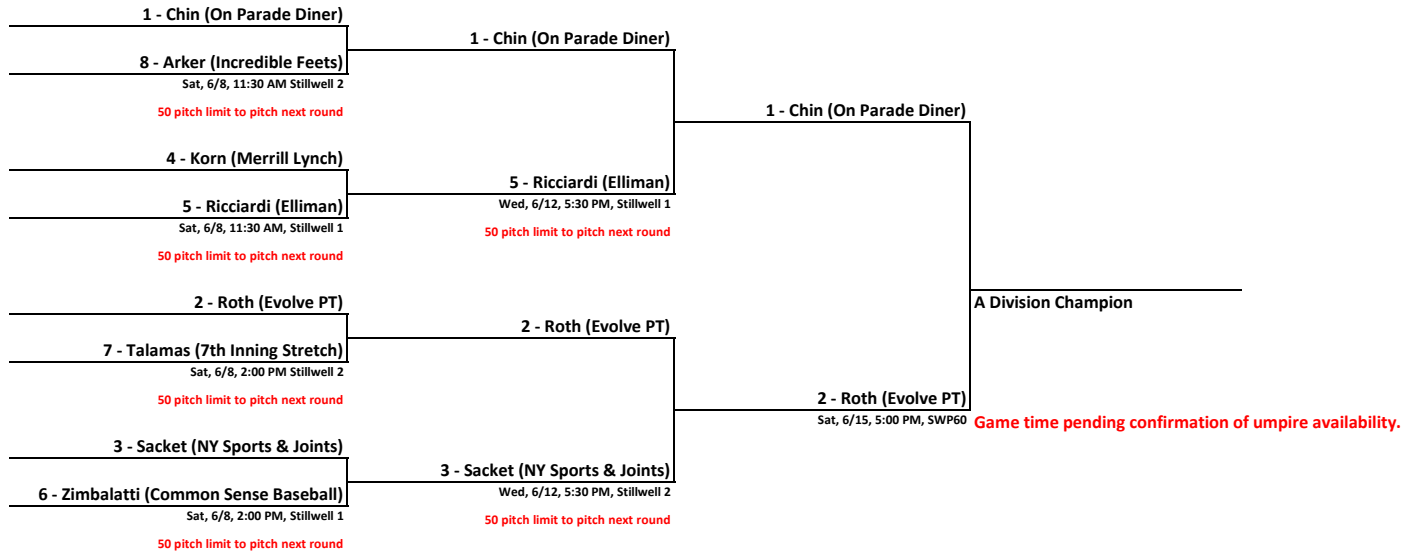 1 - Chin (On Parade Diner)
8 - Arker (Incredible Feets)
Sat, 6/8, 11:30 AM Stillwell 2
50 pitch limit to pitch next round
4 - Korn (Merrill Lynch)
5 - Ricciardi (Elliman)
Sat, 6/8, 11:30 AM, Stillwell 1
50 pitch limit to pitch next round
2 - Roth (Evolve PT)
7 - Talamas (7th Inning Stretch)
Sat, 6/8, 2:00 PM Stillwell 2
50 pitch limit to pitch next round
3 - Sacket (NY Sports & Joints)
6 - Zimbalatti (Common Sense Baseball)
Sat, 6/8, 2:00 PM, Stillwell 1
50 pitch limit to pitch next round
1 - Chin (On Parade Diner)
5 - Ricciardi (Elliman)
Wed, 6/12, 5:30 PM, Stillwell 1
50 pitch limit to pitch next round
2 - Roth (Evolve PT)
3 - Sacket (NY Sports & Joints)
Wed, 6/12, 5:30 PM, Stillwell 2
50 pitch limit to pitch next round
1 - Chin (On Parade Diner)
2 - Roth (Evolve PT)
Sat, 6/15, 5:00 PM, SWP60
A Division Champion
Game time pending confirmation of umpire availability.